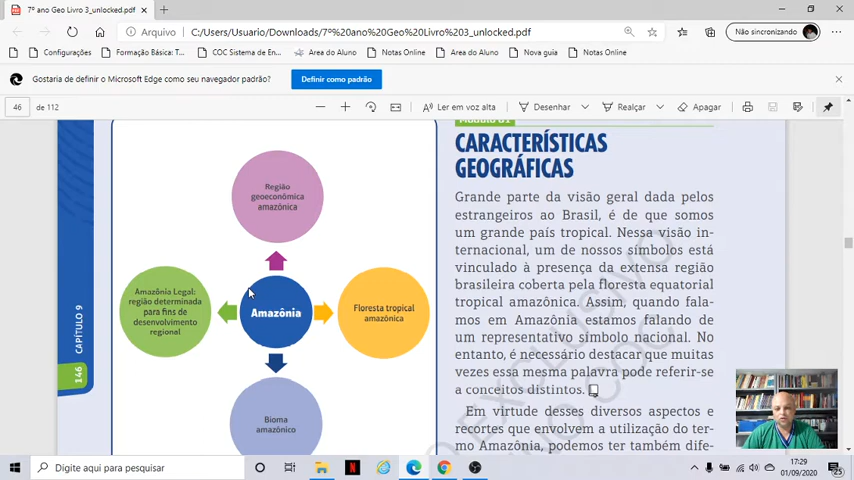 7º ano Geo Livro 3_unlocked.pdf
Arquivo
C:/Users/Usuario/Downloads/7º%20ano%20Geo%20Livro%203_unlocked.pdf
Não sincronizando
Configurações
Formação Básica: T...
COC Sistema de En...
Area do Aluno
Notas Online
Area do Aluno
Nova guia
Notas Online
Gostaria de definir o Microsoft Edge como seu navegador padrão?
Definir como padrão
46
de 112
Ler em voz alta
Desenhar
Realçar
Apagar
146
CAPÍTULO 9
Região
geoeconômica
amazônica
Amazônia Legal:
região determinada
para fins de
desenvolvimento
regional
Amazônia
Floresta tropical
amazônica
Bioma
amazônico
CARACTERÍSTICAS
GEOGRÁFICAS
Grande parte da visão geral dada pelos
estrangeiros ao Brasil, é de que somos
um grande país tropical. Nessa visão in-
ternacional, um de nossos símbolos está
vinculado à presença da extensa região
brasileira coberta pela floresta equatorial
tropical amazônica. Assim, quando fala-
mos em Amazônia estamos falando de
um representativo símbolo nacional. No
entanto, é necessário destacar que muitas
vezes essa mesma palavra pode referir-se
a conceitos distintos.
Em virtude desses diversos aspectos e
recortes que envolvem a utilização do ter-
mo Amazônia, podemos ter também dife-
Digite aqui para pesquisar
17:29
01/09/2020
25